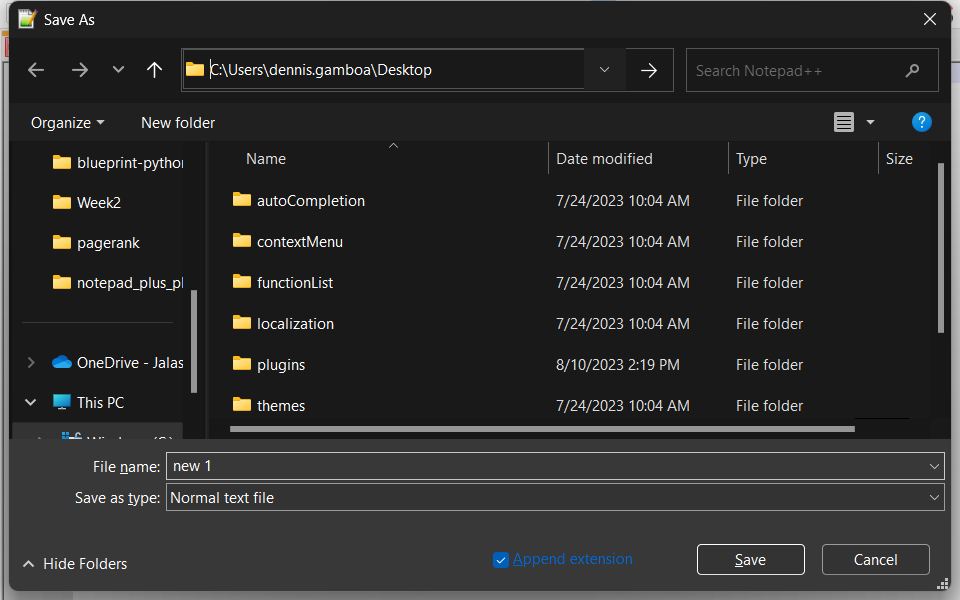 Save As
C:\Users\dennis.gamboa\Desktop
Search Notepad++
Organize
New folder
Name
Date modified
Type
Size
blueprint-python
Week2
pagerank
notepad_plus_pl
OneDrive - Jalas
This PC
autoCompletion 7/24/2023 10:04 AM File folder
contextMenu 7/24/2023 10:04 AM File folder
functionList 7/24/2023 10:04 AM File folder
localization 7/24/2023 10:04 AM File folder
plugins 8/10/2023 2:19 PM File folder
themes 7/24/2023 10:04 AM File folder
File name: new 1
Save as type: Normal text file
Hide Folders
Append extension
Save
Cancel